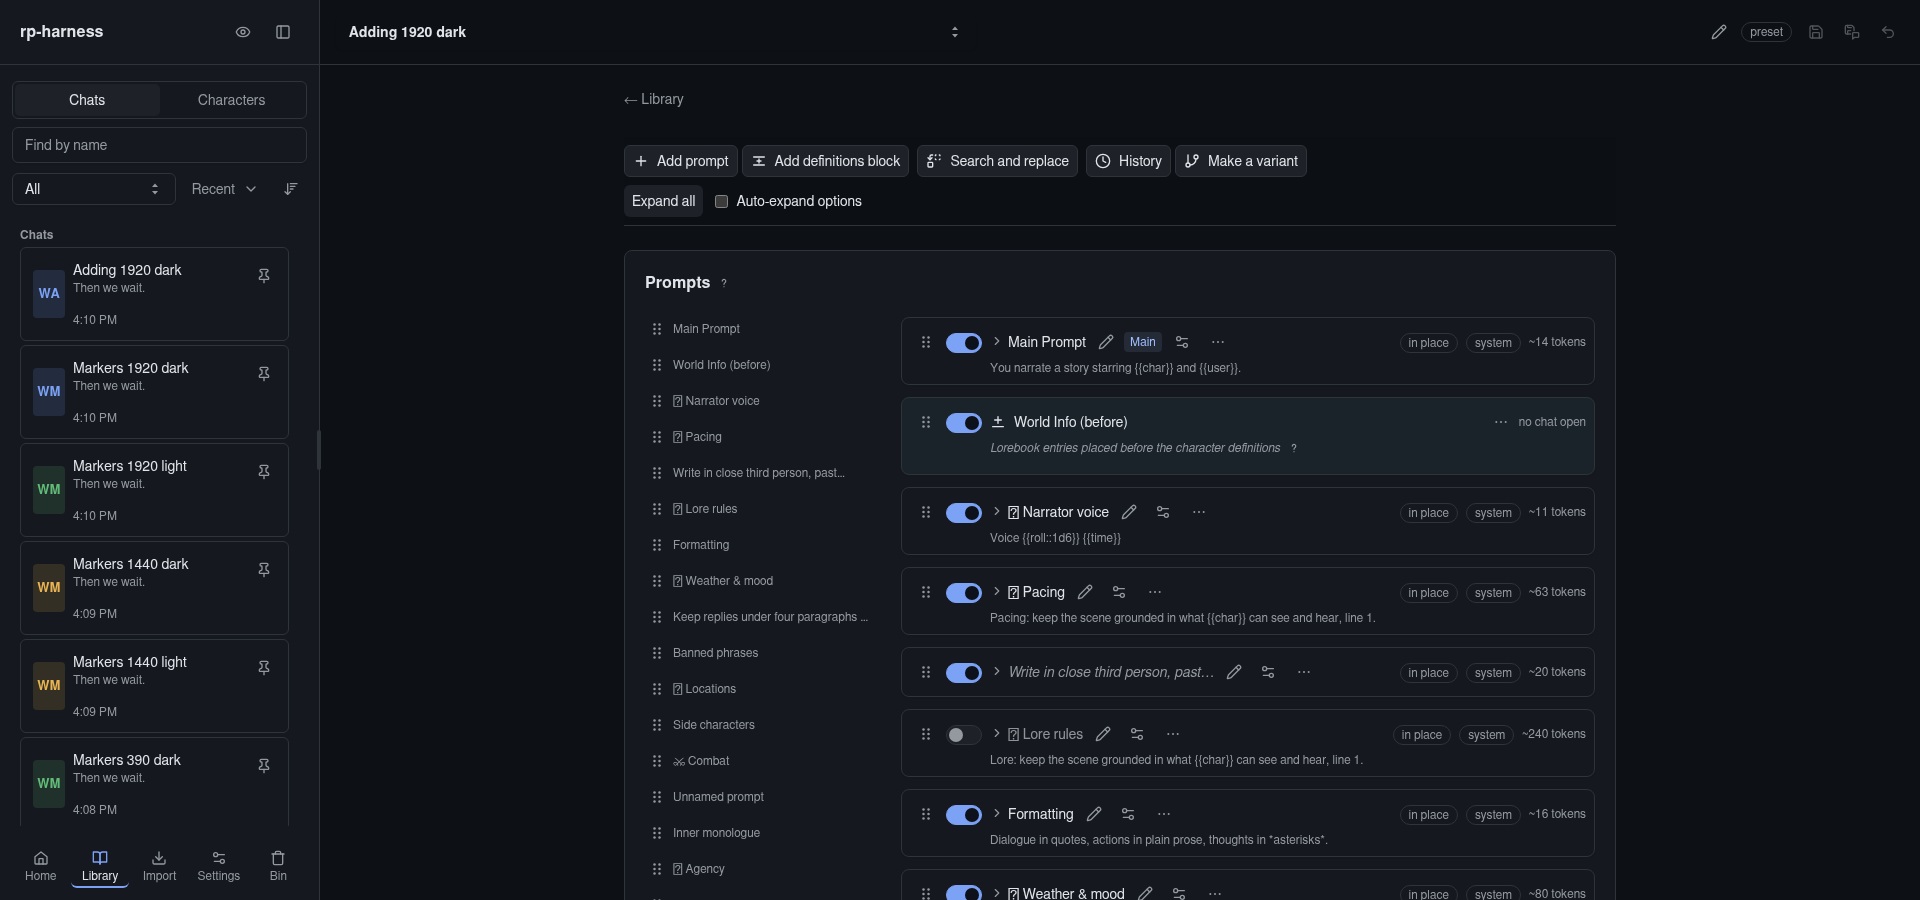 rp-harness
Adding 1920 dark
preset
Chats
Characters
Find by name
All
Recent
Chats
WA
Adding 1920 dark
Then we wait.
4:10 PM
WM
Markers 1920 dark
Then we wait.
4:10 PM
WM
Markers 1920 light
Then we wait.
4:10 PM
WM
Markers 1440 dark
Then we wait.
4:09 PM
WM
Markers 1440 light
Then we wait.
4:09 PM
WM
Markers 390 dark
Then we wait.
4:08 PM
Home
Library
Import
Settings
Bin
← Library
Add prompt
Add definitions block
Search and replace
History
Make a variant
Expand all
Auto-expand options
Prompts ?
Main Prompt
World Info (before)
Narrator voice
Pacing
Write in close third person, past…
Lore rules
Formatting
Weather & mood
Keep replies under four paragraphs …
Banned phrases
Locations
Side characters
⚔ Combat
Unnamed prompt
Inner monologue
Agency
Main Prompt Main in place system ~14 tokens
You narrate a story starring {{char}} and {{user}}.
World Info (before) no chat open
Lorebook entries placed before the character definitions ?
Narrator voice in place system ~11 tokens
Voice {{roll::1d6}} {{time}}
Pacing in place system ~63 tokens
Pacing: keep the scene grounded in what {{char}} can see and hear, line 1.
Write in close third person, past… in place system ~20 tokens
Lore rules in place system ~240 tokens
Lore: keep the scene grounded in what {{char}} can see and hear, line 1.
Formatting in place system ~16 tokens
Dialogue in quotes, actions in plain prose, thoughts in *asterisks*.
Weather & mood in place system ~80 tokens